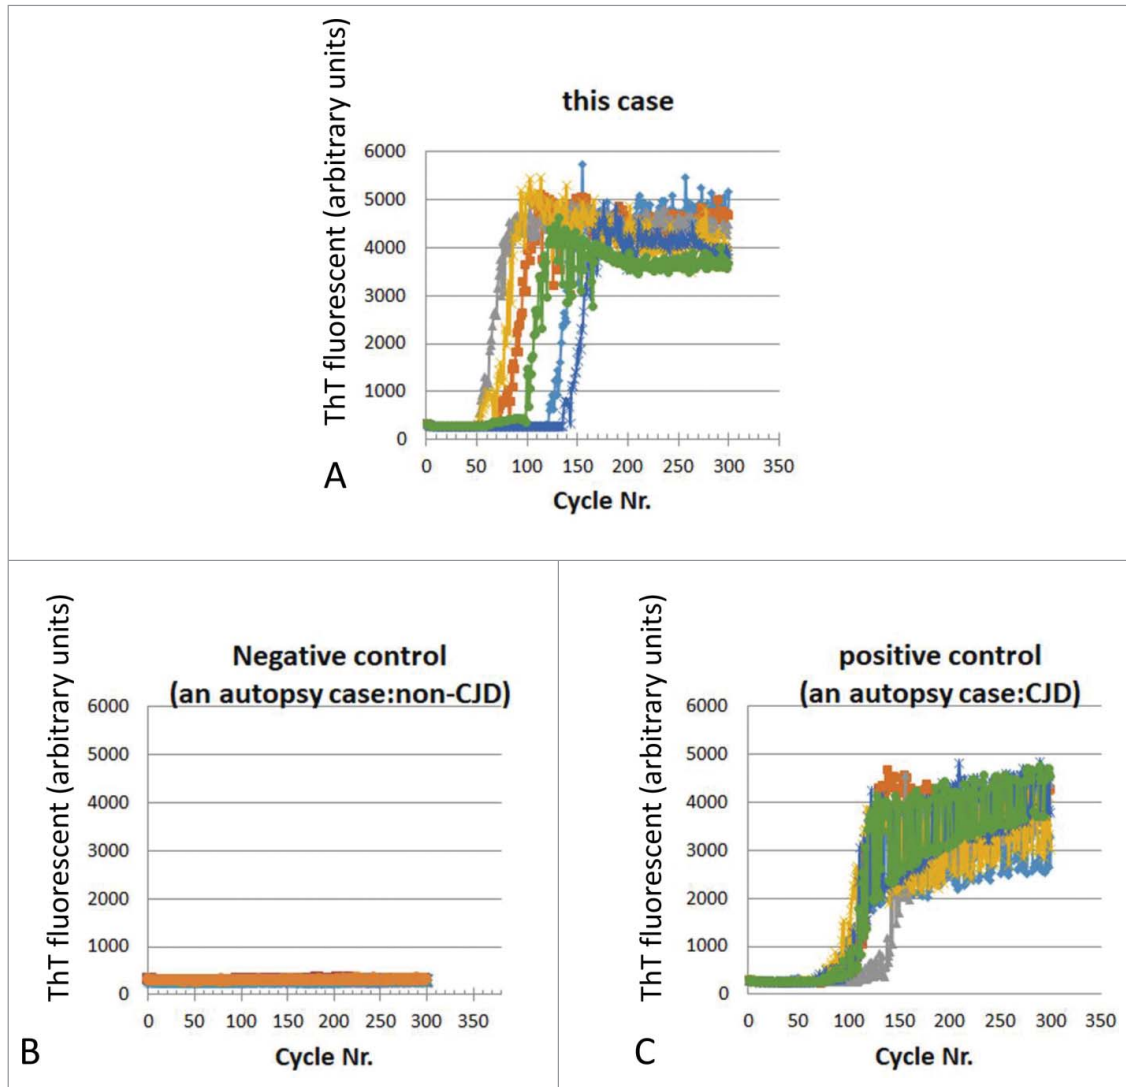 this case
ThT fluorescent (arbitrary units)
6000
5000
4000
3000
2000
1000
0
0 50 100 150 200 250 300 350
Cycle Nr.
A
Negative control
(an autopsy case:non-CJD)
ThT fluorescent (arbitrary units)
6000
5000
4000
3000
2000
1000
0
0 50 100 150 200 250 300 350
Cycle Nr.
B
positive control
(an autopsy case:CJD)
ThT fluorescent (arbitrary units)
6000
5000
4000
3000
2000
1000
0
0 50 100 150 200 250 300 350
Cycle Nr.
C